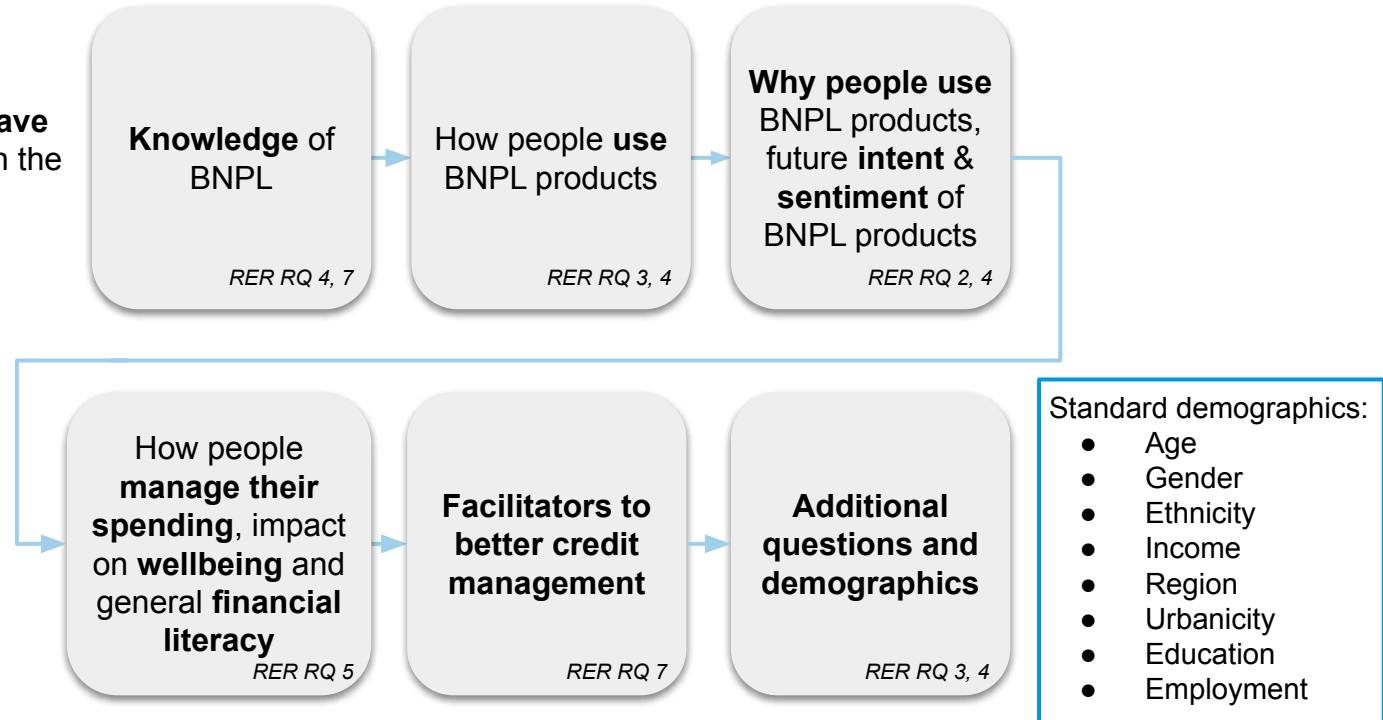 ave
n the
Knowledge of
BNPL
RER RQ 4, 7
How people use
BNPL products
RER RQ 3, 4
Why people use
BNPL products,
future intent &
sentiment of
BNPL products
RER RQ 2, 4
How people
manage their
spending, impact
on wellbeing and
general financial
literacy
RER RQ 5
Facilitators to
better credit
management
RER RQ 7
Additional
questions and
demographics
RER RQ 3, 4
Standard demographics:
● Age
● Gender
● Ethnicity
● Income
● Region
● Urbanicity
● Education
● Employment